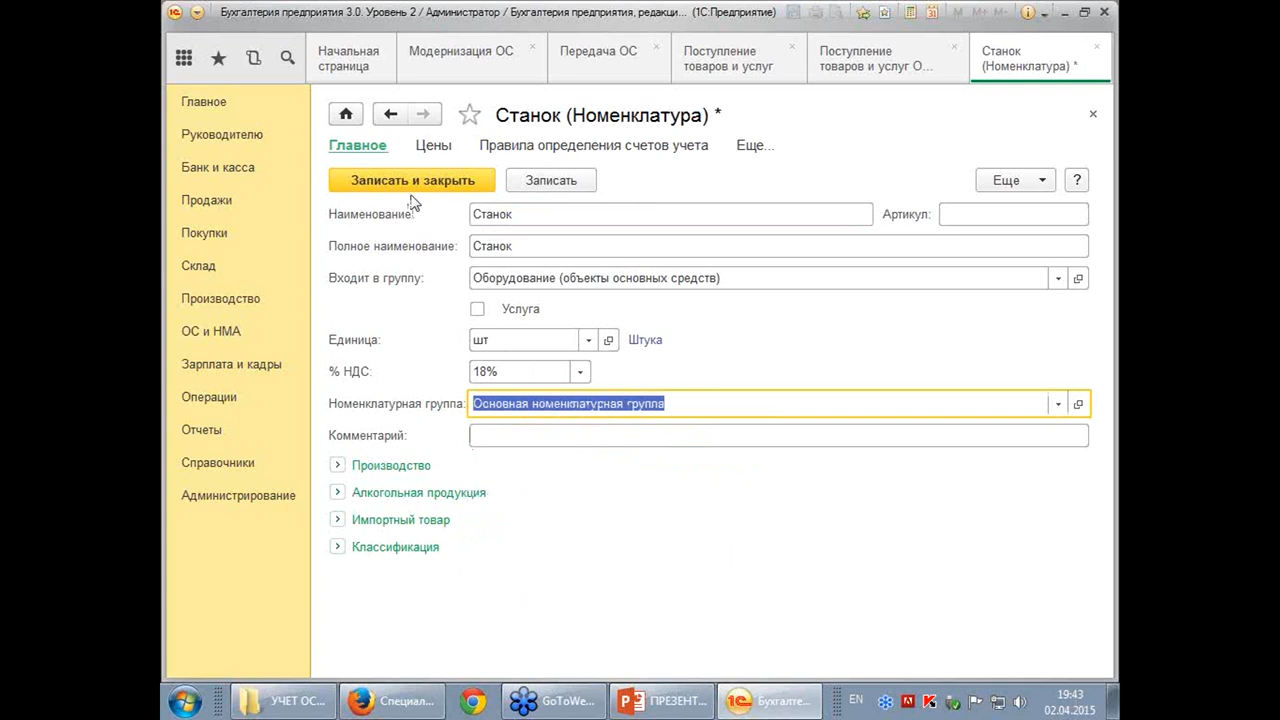 Бухгалтерия предприятия 3.0. Уровень 2 / Администратор / Бухгалтерия предприятия, редакци... (1С:Предприятие)
M M+ M-
Начальная страница
Модернизация ОС
Передача ОС
Поступление товаров и услуг
Поступление товаров и услуг О...
Станок (Номенклатура) *
Главное
Руководителю
Банк и касса
Продажи
Покупки
Склад
Производство
ОС и НМА
Зарплата и кадры
Операции
Отчеты
Справочники
Администрирование
Станок (Номенклатура) *
Главное Цены Правила определения счетов учета Еще...
Записать и закрыть Записать Еще ?
Наименование: Станок Артикул:
Полное наименование: Станок
Входит в группу: Оборудование (объекты основных средств)
Услуга
Единица: шт Штука
% НДС: 18%
Номенклатурная группа: Основная номенклатурная группа
Комментарий:
Производство
Алкогольная продукция
Импортный товар
Классификация
УЧЕТ ОС... Специал... GoToWe... ПРЕЗЕНТ... Бухгалте... EN 19:43
02.04.2015